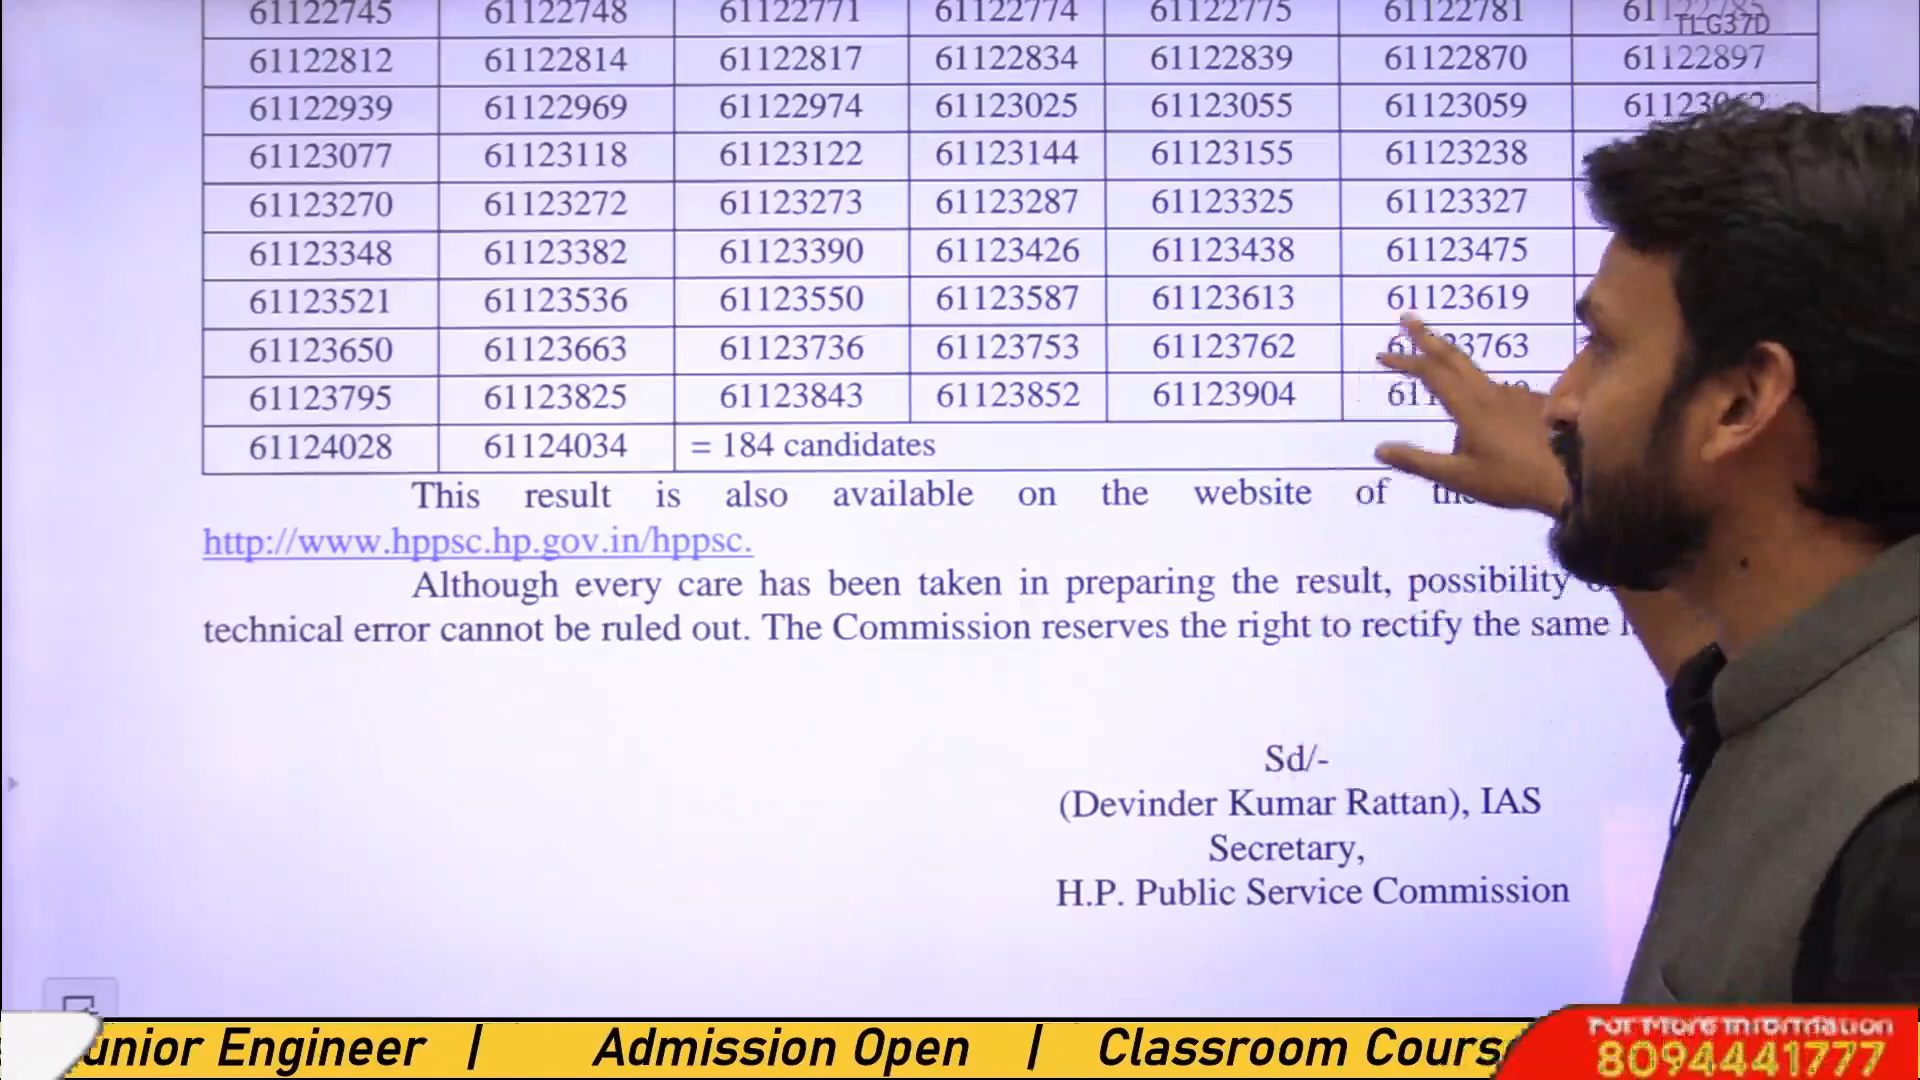 61122745 61122748 61122771 61122774 61122775 61122781
TLG37D
61122812 61122814 61122817 61122834 61122839 61122870 61122897
61122939 61122969 61122974 61123025 61123055 61123059
61123077 61123118 61123122 61123144 61123155 61123238
61123270 61123272 61123273 61123287 61123325 61123327
61123348 61123382 61123390 61123426 61123438 61123475
61123521 61123536 61123550 61123587 61123613 61123619
61123650 61123663 61123736 61123753 61123762
61123795 61123825 61123843 61123852 61123904
61124028 61124034 = 184 candidates
This result is also available on the website of
http://www.hppsc.hp.gov.in/hppsc.
Although every care has been taken in preparing the result, possibility
technical error cannot be ruled out. The Commission reserves the right to rectify the same
Sd/-
(Devinder Kumar Rattan), IAS
Secretary,
H.P. Public Service Commission
Engineer | Admission Open | Classroom
For More Information
8094441777